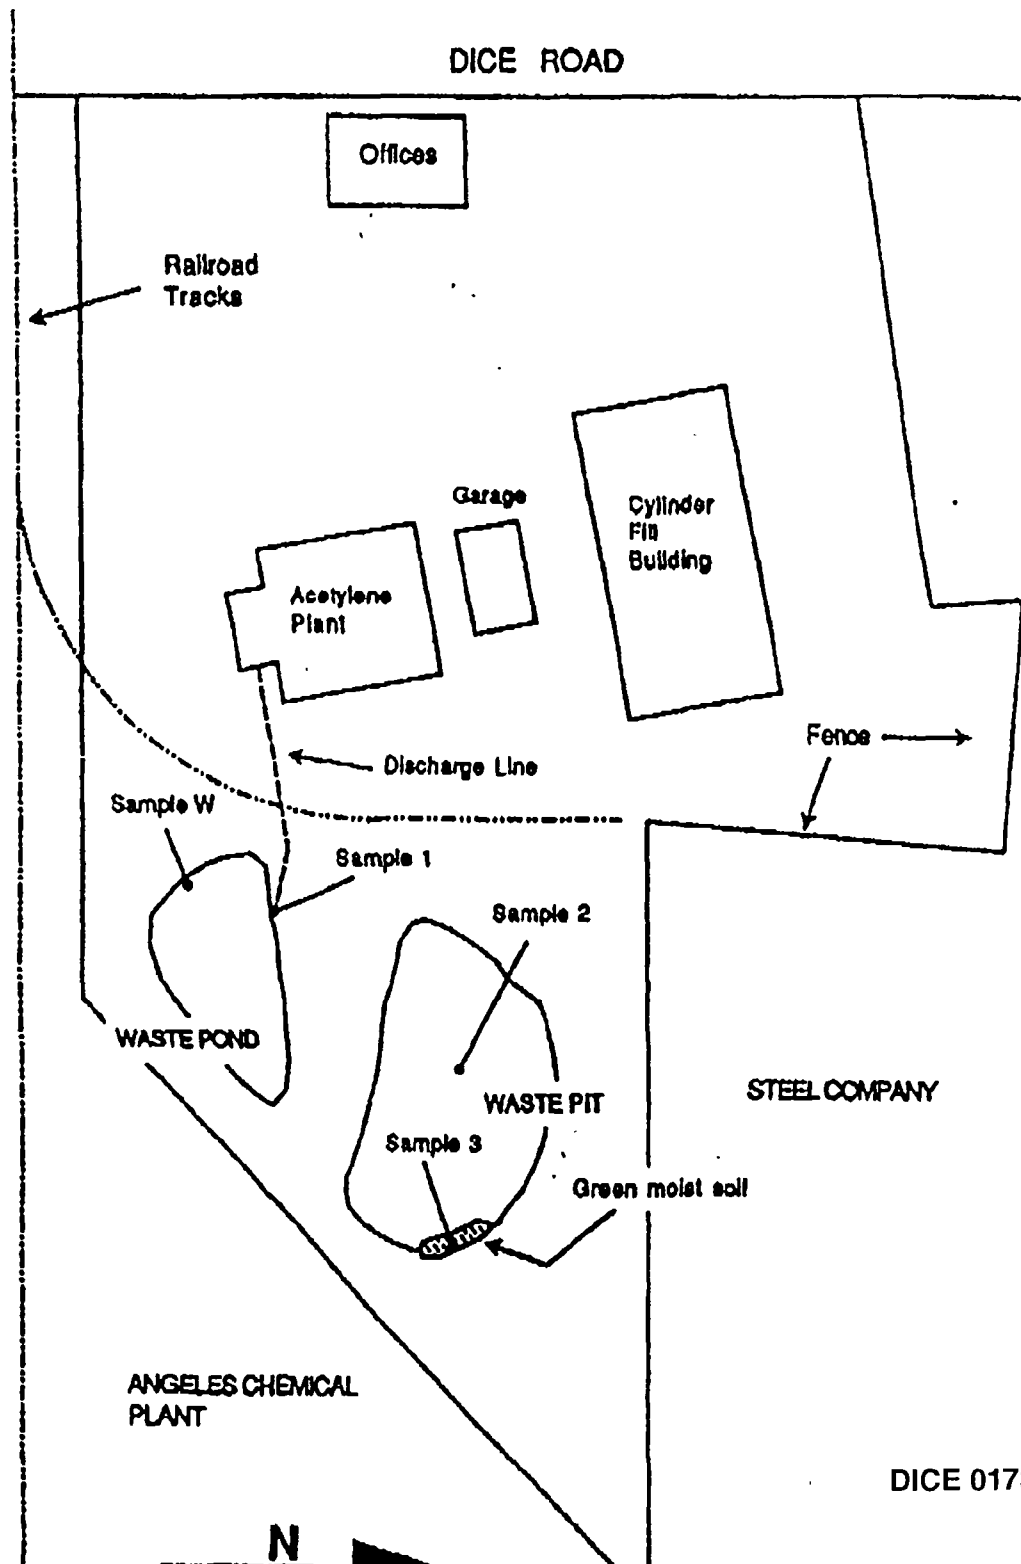 DICE ROAD
Offices
Railroad
Tracks
Garage
Cylinder
Fill
Building
Acetylene
Plant
Fence
Discharge Line
Sample W
Sample 1
Sample 2
WASTE POND
WASTE PIT
STEEL COMPANY
Sample 3
Green moist soil
ANGELES CHEMICAL
PLANT
DICE 017
N